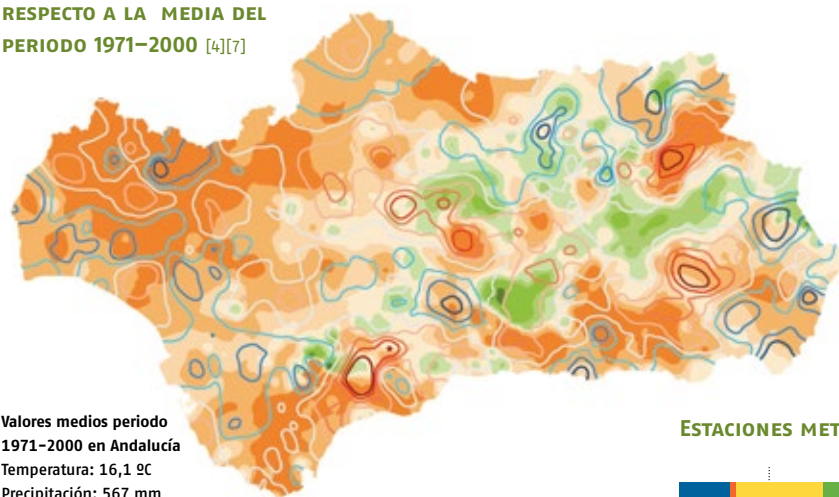 RESPECTO A LA MEDIA DEL
PERIODO 1971–2000 [4][7]
Valores medios periodo
1971-2000 en Andalucía
Temperatura: 16,1 ºC
Precipitación: 567 mm
ESTACIONES MET